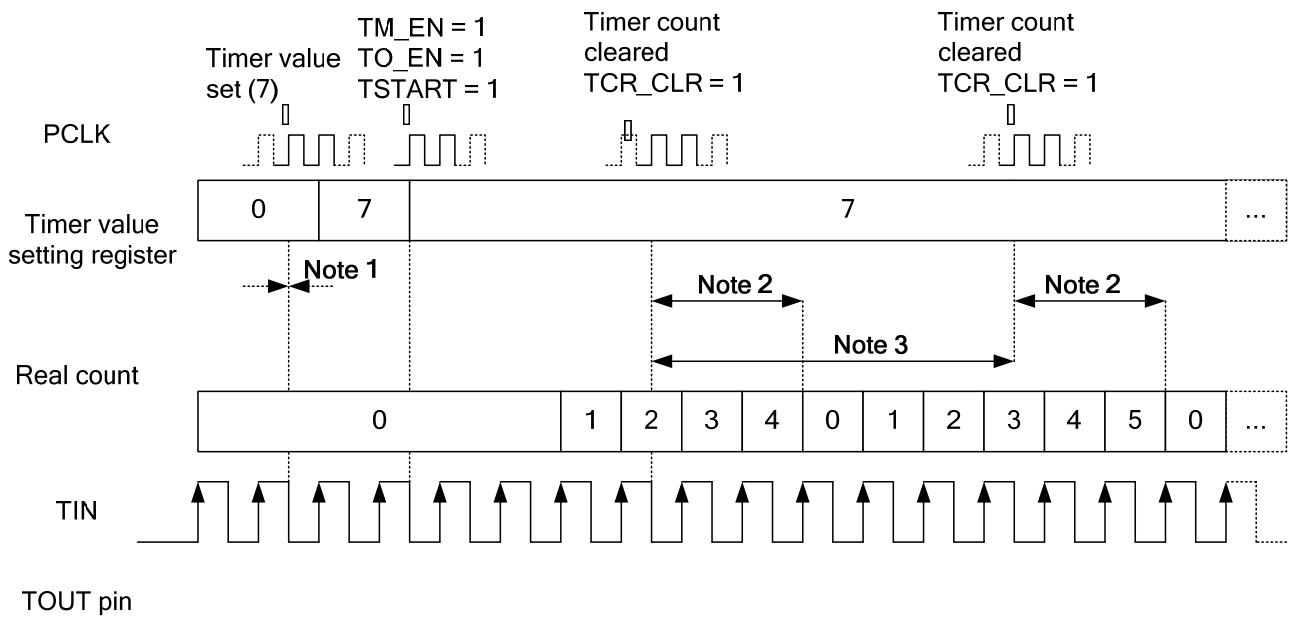 TM_EN = 1
TO_EN = 1
TSTART = 1
Timer value
set (7)
Timer count
cleared
TCR_CLR = 1
Timer count
cleared
TCR_CLR = 1
PCLK
Timer value
setting register
0 7 7 ...
Note 1
Note 2 Note 2
Note 3
Real count
0 1 2 3 4 0 1 2 3 4 5 0 ...
TIN
TOUT pin